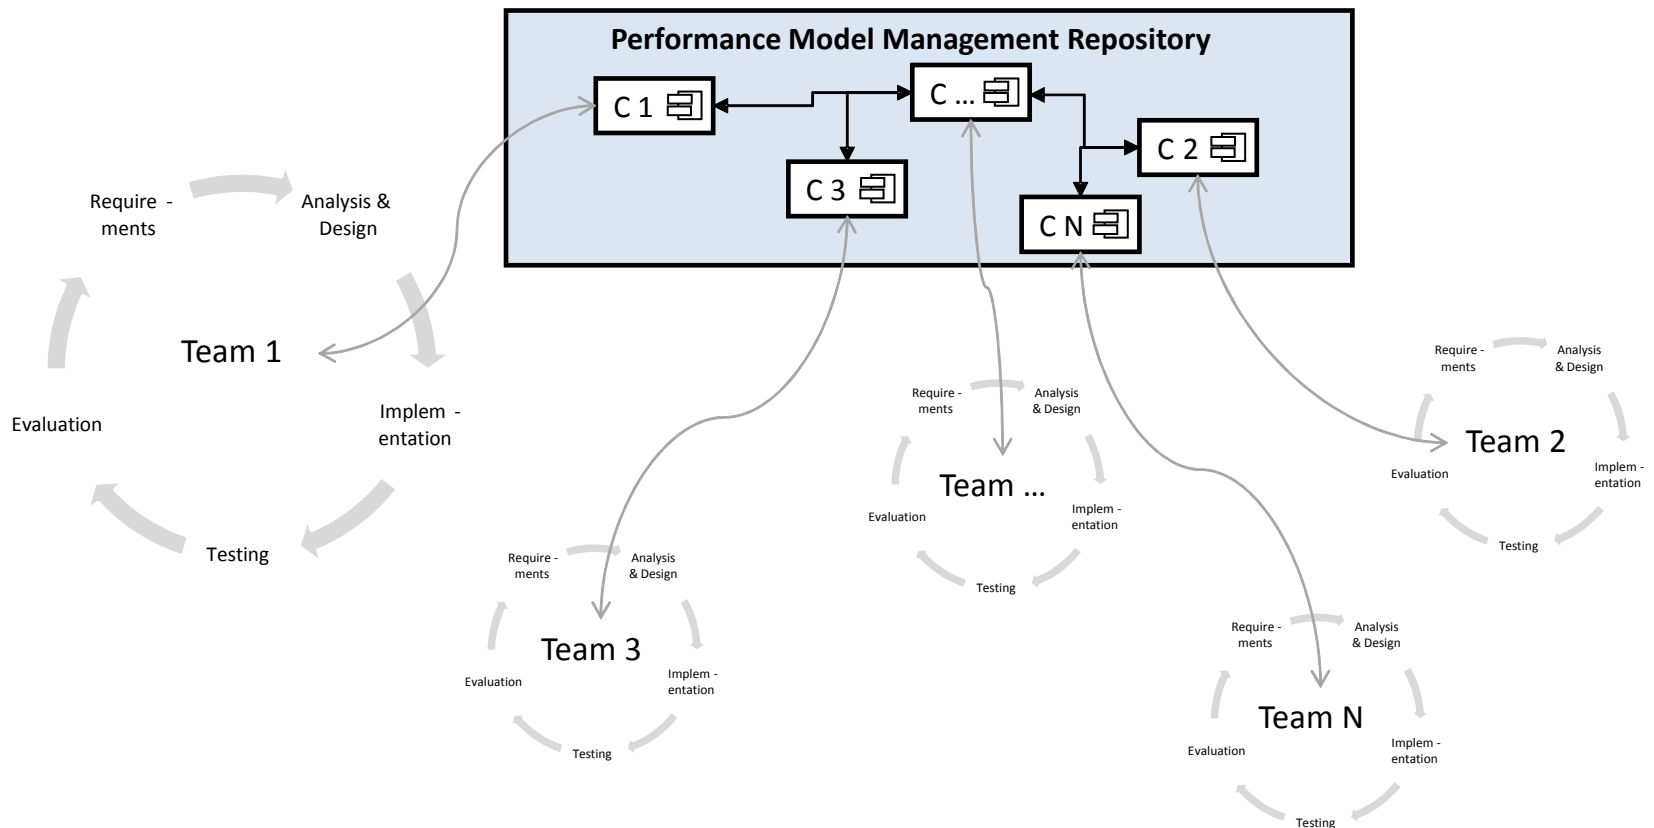 Performance Model Management Repository
C 1
C ...
C 2
C 3
C N
Require -
ments
Analysis &
Design
Team 1
Implem -
entation
Evaluation
Testing
Require -
ments
Analysis
& Design
Team 2
Implem -
entation
Evaluation
Testing
Require -
ments
Analysis
& Design
Team ...
Implem -
entation
Evaluation
Testing
Require -
ments
Analysis
& Design
Team 3
Implem -
entation
Evaluation
Testing
Require -
ments
Analysis
& Design
Team N
Implem -
entation
Evaluation
Testing